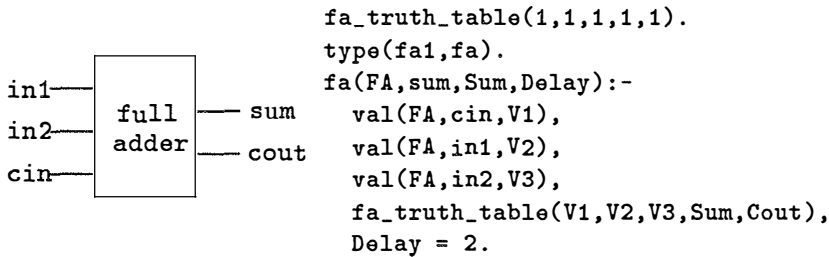 in1
in2
cin
full
adder
sum
cout
fa_truth_table(1,1,1,1,1).
type(fa1,fa).
fa(FA,sum,Sum,Delay):-
val(FA,cin,V1),
val(FA,in1,V2),
val(FA,in2,V3),
fa_truth_table(V1,V2,V3,Sum,Cout),
Delay = 2.